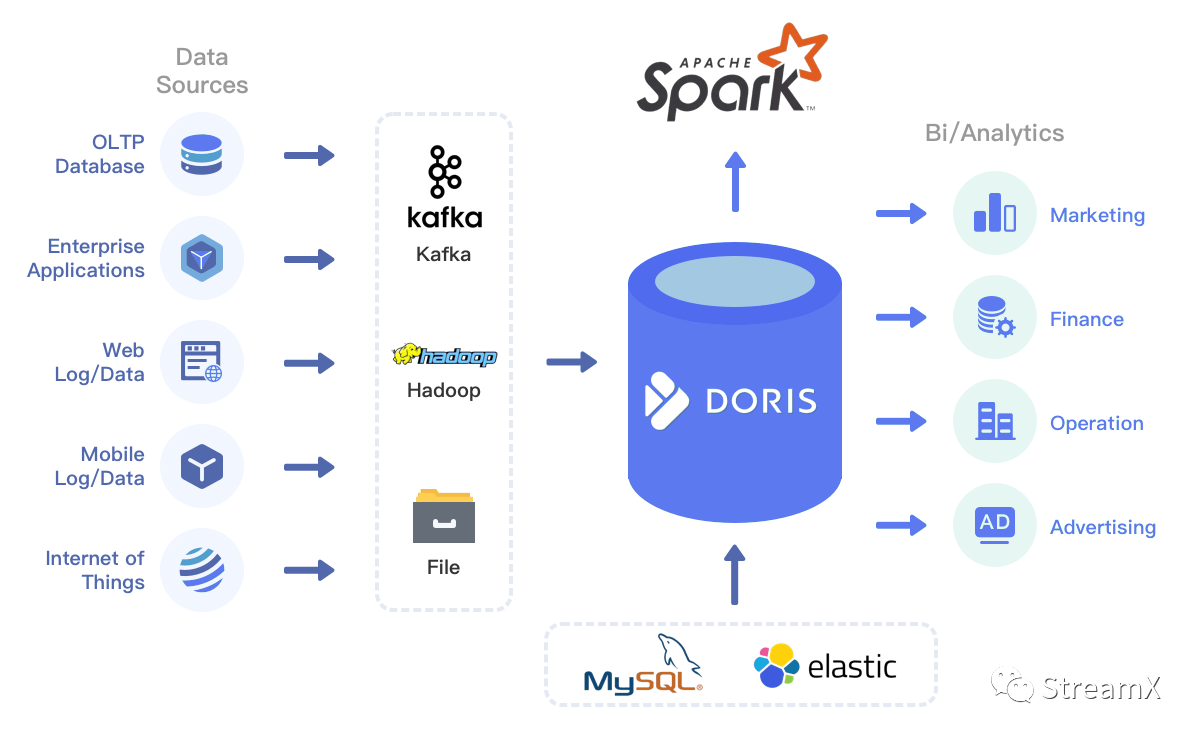 Data
Sources
OLTP
Database
Enterprise
Applications
Web
Log/Data
Mobile
Log/Data
Internet of
Things
kafka
Kafka
hadoop
Hadoop
File
APACHE
Spark™
DORIS
MySQL®
elastic
Bi/Analytics
Marketing
Finance
Operation
AD
Advertising
StreamX